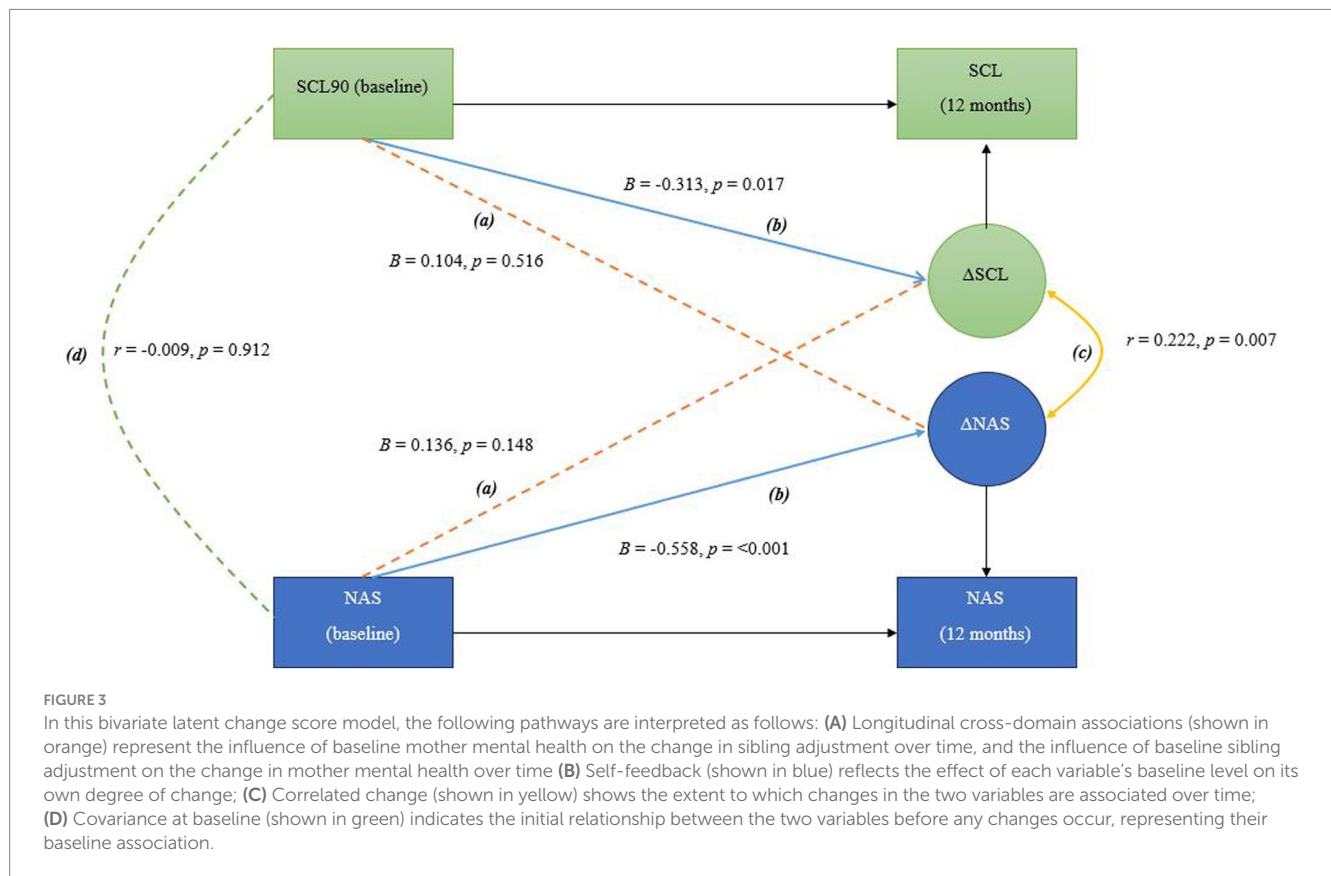 SCL90 (baseline)
SCL
(12 months)
B = -0.313, p = 0.017
(a)
(b)
B = 0.104, p = 0.516
ΔSCL
(d)
r = -0.009, p = 0.912
(c)
r = 0.222, p = 0.007
ΔNAS
B = 0.136, p = 0.148
(a)
(b)
B = -0.558, p = <0.001
NAS
(baseline)
NAS
(12 months)
FIGURE 3
In this bivariate latent change score model, the following pathways are interpreted as follows: (A) Longitudinal cross-domain associations (shown in
orange) represent the influence of baseline mother mental health on the change in sibling adjustment over time, and the influence of baseline sibling
adjustment on the change in mother mental health over time (B) Self-feedback (shown in blue) reflects the effect of each variable's baseline level on its
own degree of change; (C) Correlated change (shown in yellow) shows the extent to which changes in the two variables are associated over time;
(D) Covariance at baseline (shown in green) indicates the initial relationship between the two variables before any changes occur, representing their
baseline association.